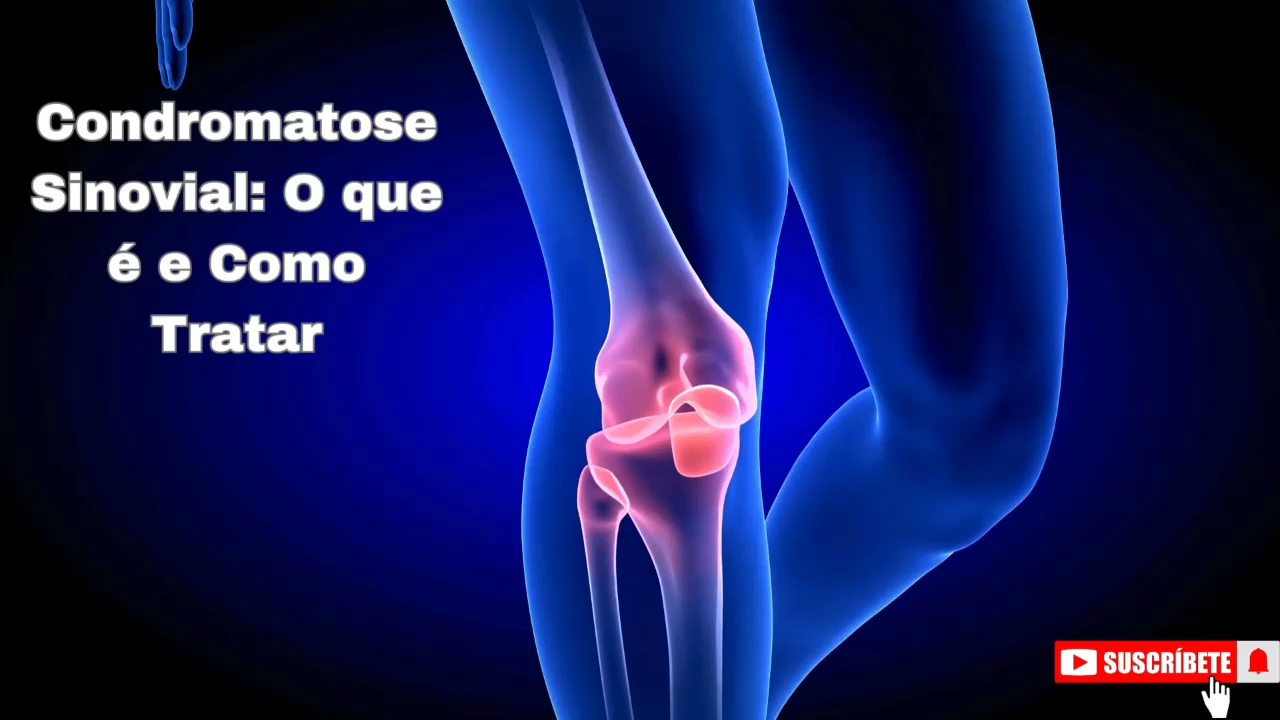 Condromatose
Sinovial: O que
é e Como
Tratar
SUSCRÍBETE